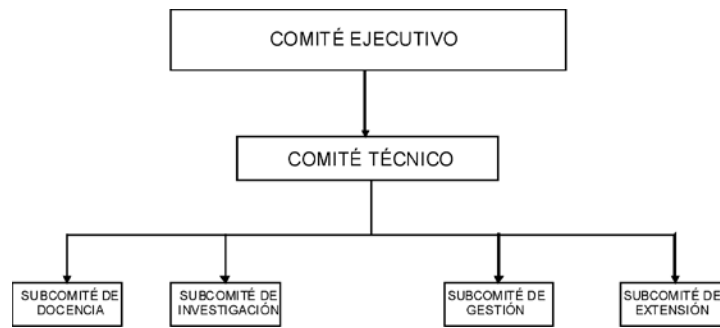 COMITÉ EJECUTIVO
COMITÉ TÉCNICO
SUBCOMITÉ DE
DOCENCIA
SUBCOMITÉ DE
INVESTIGACIÓN
SUBCOMITÉ DE
GESTIÓN
SUBCOMITÉ DE
EXTENSIÓN